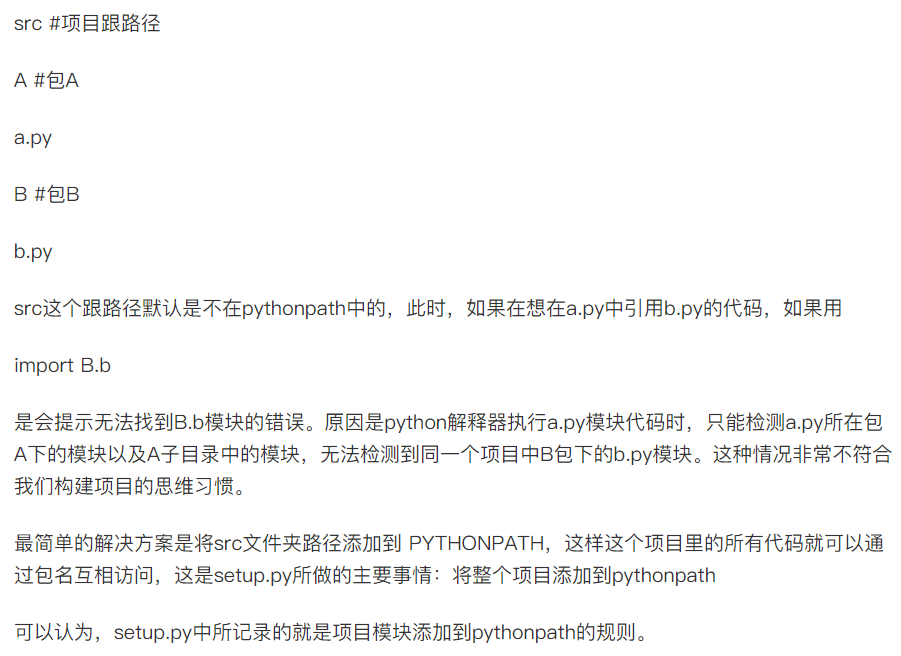 src #项目跟路径
A #包A
a.py
B #包B
b.py
src这个跟路径默认是不在pythonpath中的，此时，如果在想在a.py中引用b.py的代码，如果用
import B.b
是会提示无法找到B.b模块的错误。原因是python解释器执行a.py模块代码时，只能检测a.py所在包
A下的模块以及A子目录中的模块，无法检测到同一个项目中B包下的b.py模块。这种情况非常不符合
我们构建项目的思维习惯。
最简单的解决方案是将src文件夹路径添加到 PYTHONPATH，这样这个项目里的所有代码就可以通
过包名互相访问，这是setup.py所做的主要事情：将整个项目添加到pythonpath
可以认为，setup.py中所记录的就是项目模块添加到pythonpath的规则。